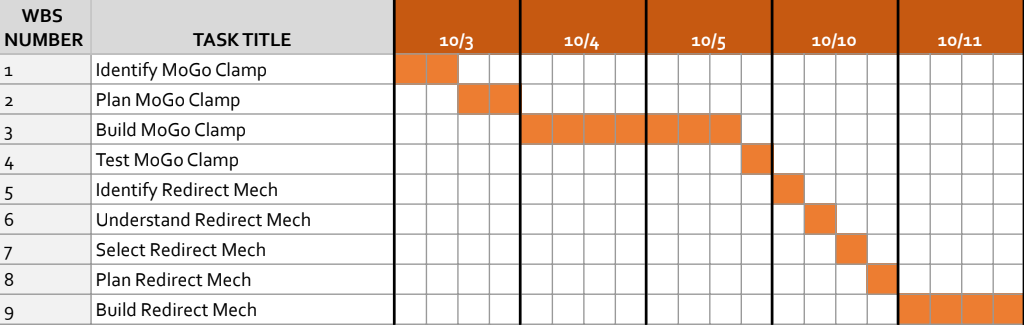 WBS
NUMBER
TASK TITLE
10/3
10/4
10/5
10/10
10/11
1
Identify MoGo Clamp
2
Plan MoGo Clamp
3
Build MoGo Clamp
4
Test MoGo Clamp
5
Identify Redirect Mech
6
Understand Redirect Mech
7
Select Redirect Mech
8
Plan Redirect Mech
9
Build Redirect Mech